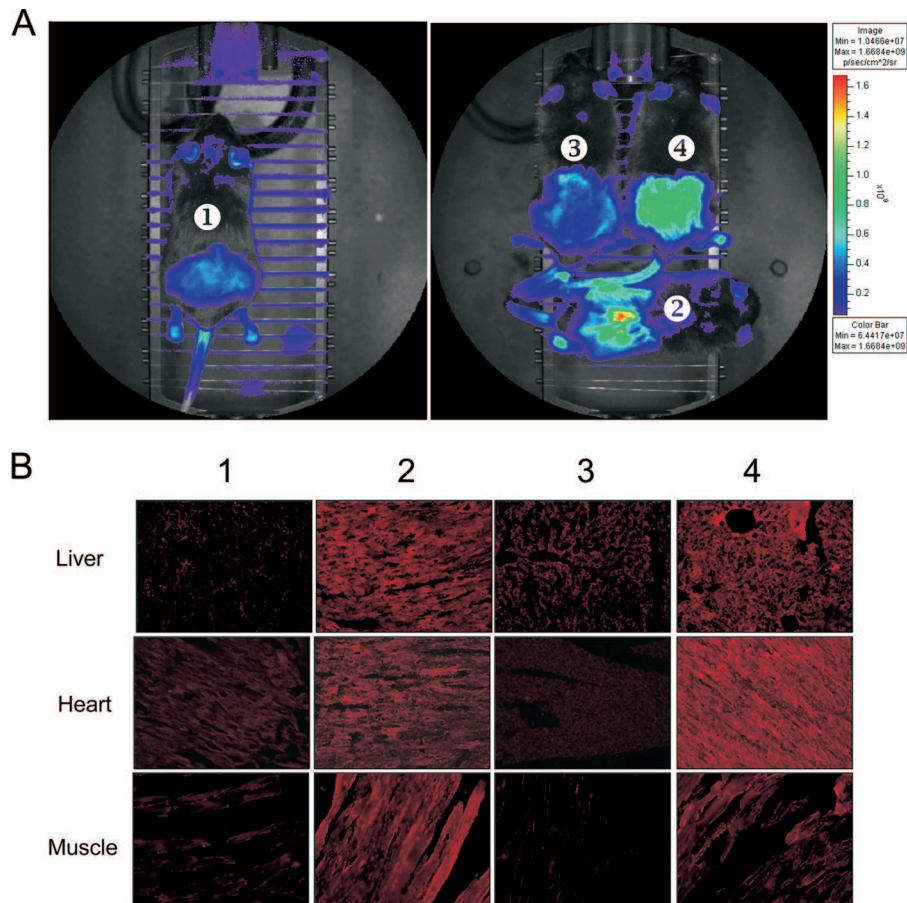 A
1
3
4
2
Image
Min = 1.0466e+07
Max = 1.6684e+09
p/sec/cm^2/sr
1.6
1.4
1.2
1.0
0.8
0.6
0.4
0.2
x10^9
Color Bar
Min = 6.4417e+07
Max = 1.6684e+09
B
1 2 3 4
Liver
Heart
Muscle